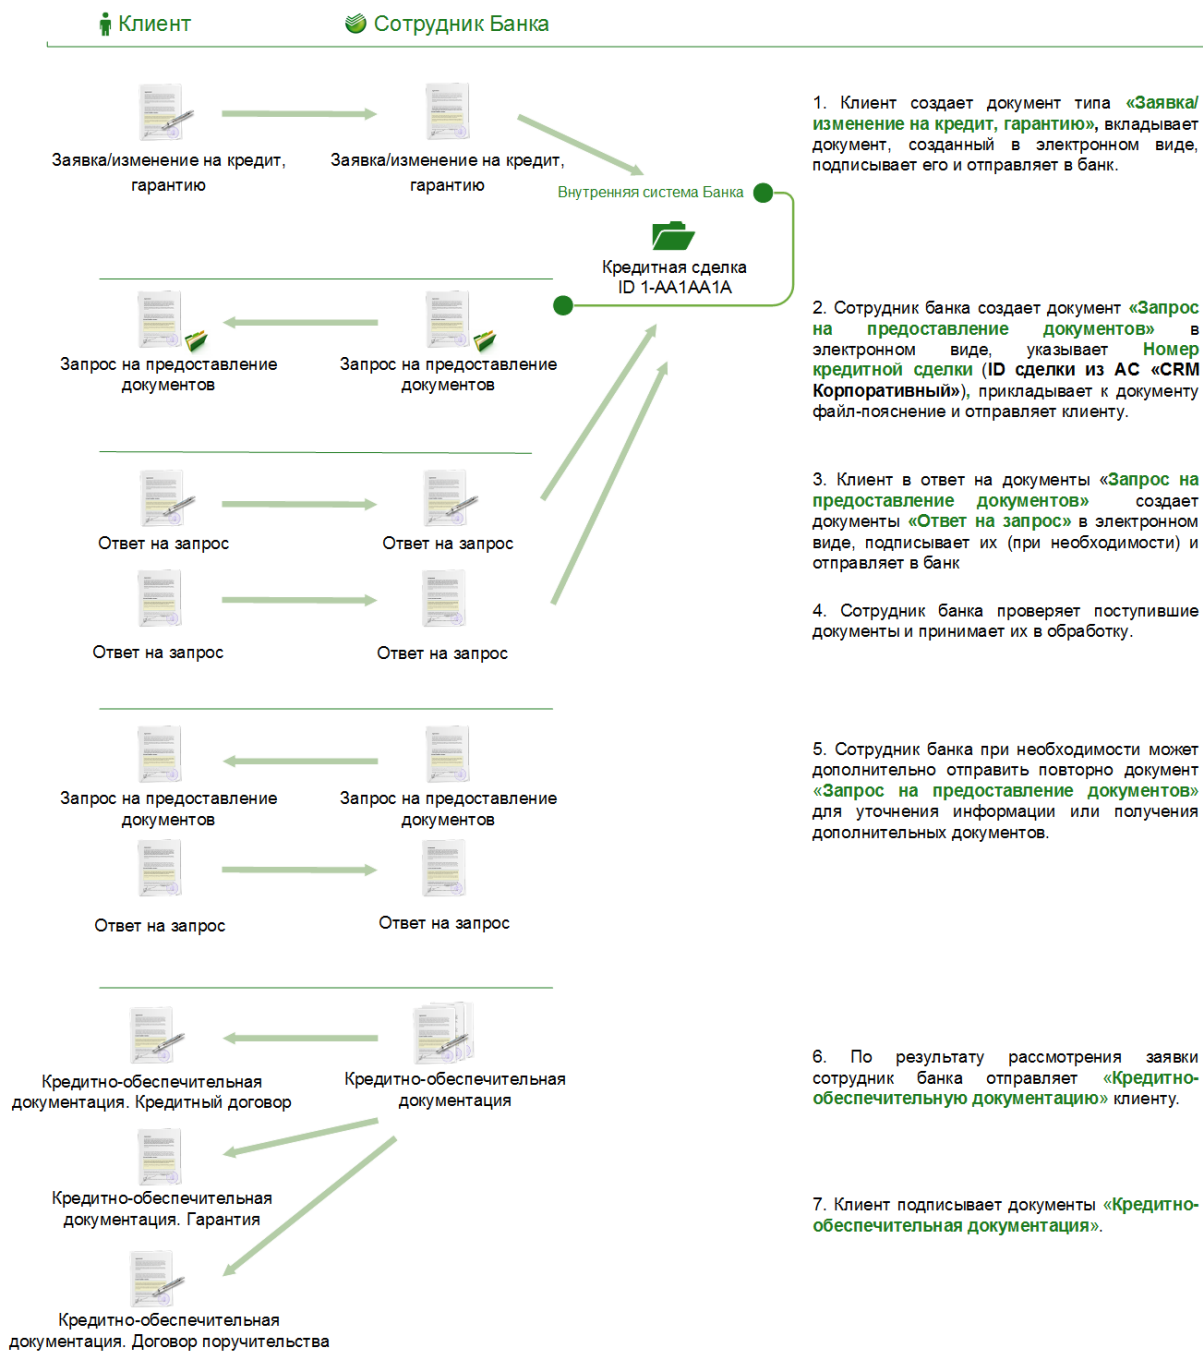 Клиент
Сотрудник Банка
Заявка/изменение на кредит,
гарантию
Заявка/изменение на кредит,
гарантию
1. Клиент создает документ типа «Заявка/
изменение на кредит, гарантию», вкладывает
документ, созданный в электронном виде,
подписывает его и отправляет в банк.
Внутренняя система Банка
Кредитная сделка
ID 1-AA1AA1A
Запрос на предоставление
документов
Запрос на предоставление
документов
2. Сотрудник банка создает документ «Запрос
на предоставление документов» в
электронном виде, указывает Номер
кредитной сделки (ID сделки из АС «CRM
Корпоративный»), прикладывает к документу
файл-пояснение и отправляет клиенту.
Ответ на запрос
Ответ на запрос
3. Клиент в ответ на документы «Запрос на
предоставление документов» создает
документы «Ответ на запрос» в электронном
виде, подписывает их (при необходимости) и
отправляет в банк
Ответ на запрос
Ответ на запрос
4. Сотрудник банка проверяет поступившие
документы и принимает их в обработку.
Запрос на предоставление
документов
Запрос на предоставление
документов
5. Сотрудник банка при необходимости может
дополнительно отправить повторно документ
«Запрос на предоставление документов»
для уточнения информации или получения
дополнительных документов.
Ответ на запрос
Ответ на запрос
Кредитно-обеспечительная
документация. Кредитный договор
Кредитно-обеспечительная
документация
6. По результату рассмотрения заявки
сотрудник банка отправляет «Кредитно-
обеспечительную документацию» клиенту.
Кредитно-обеспечительная
документация. Гарантия
7. Клиент подписывает документы «Кредитно-
обеспечительная документация».
Кредитно-обеспечительная
документация. Договор поручительства